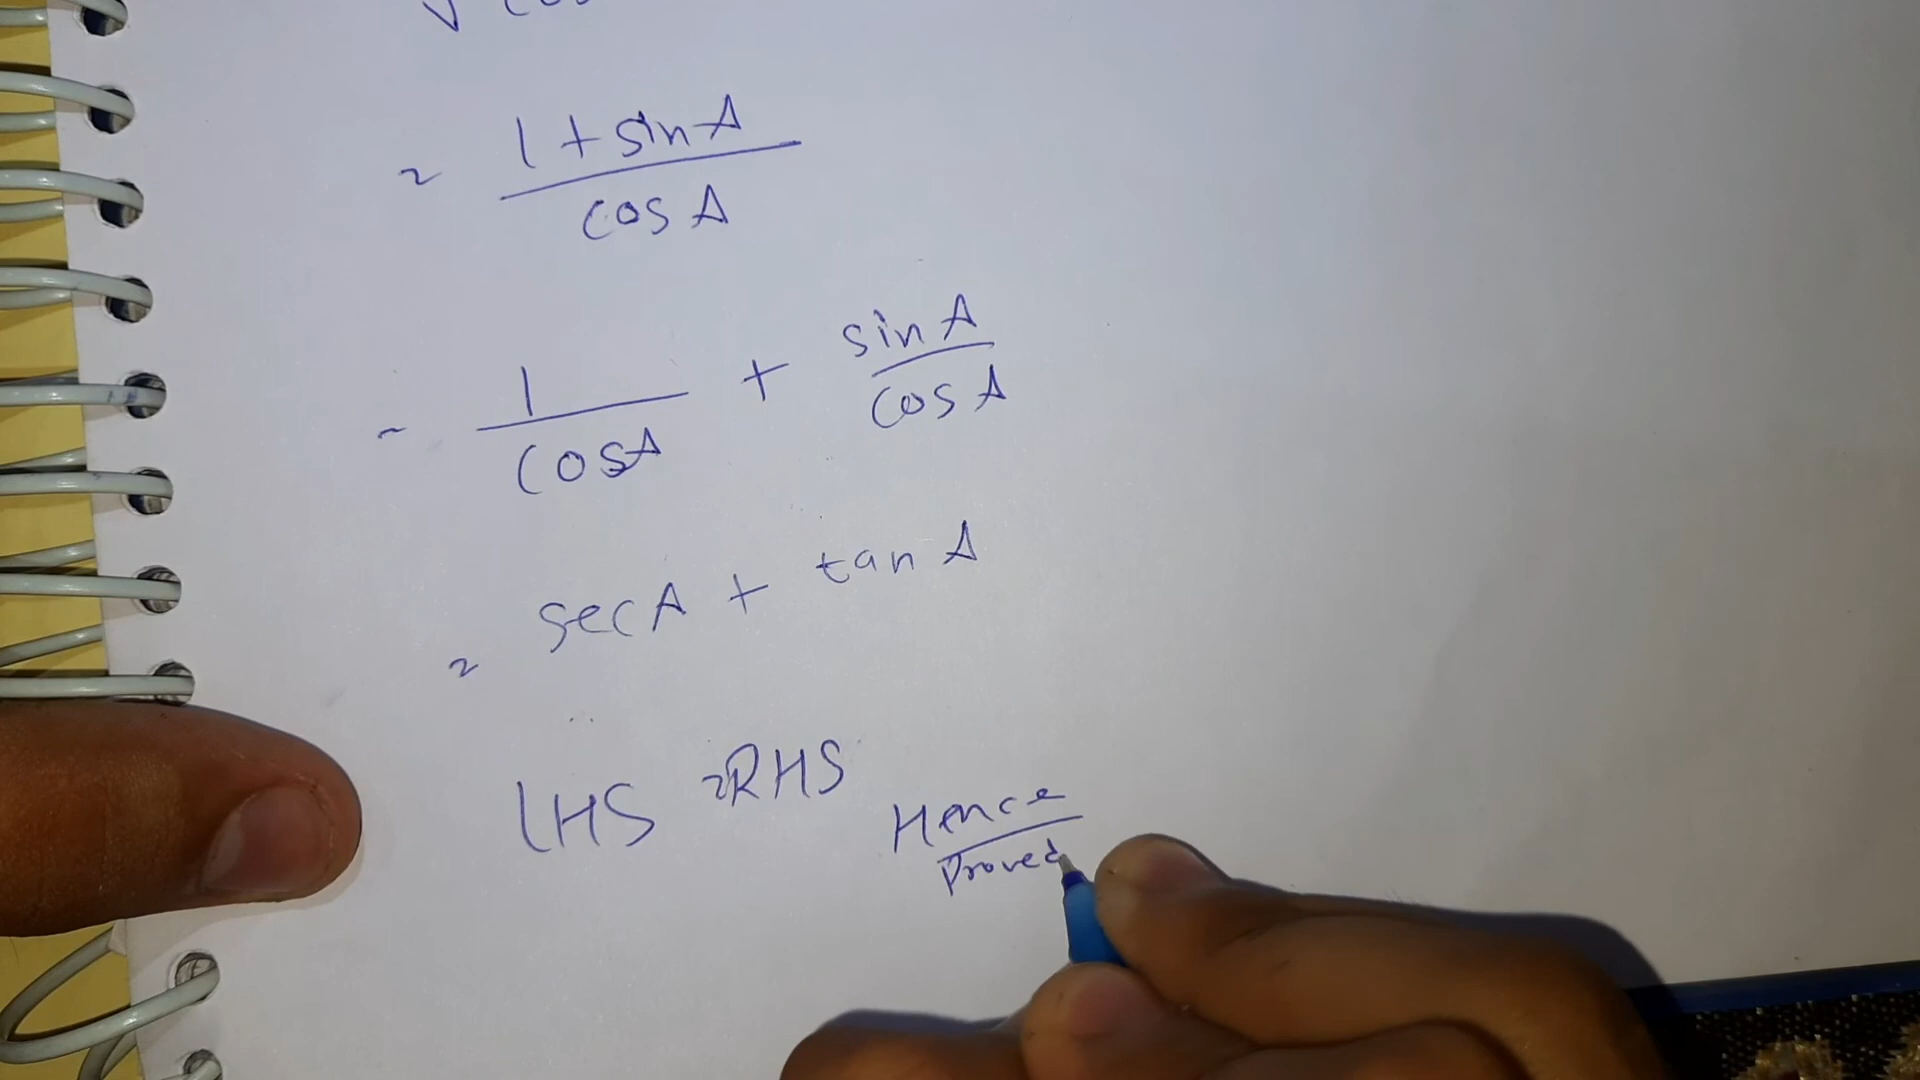 = 1 + sin A
cos A
= 1 + sin A
cos A cos A
= sec A + tan A
LHS = RHS
Hence
Proved